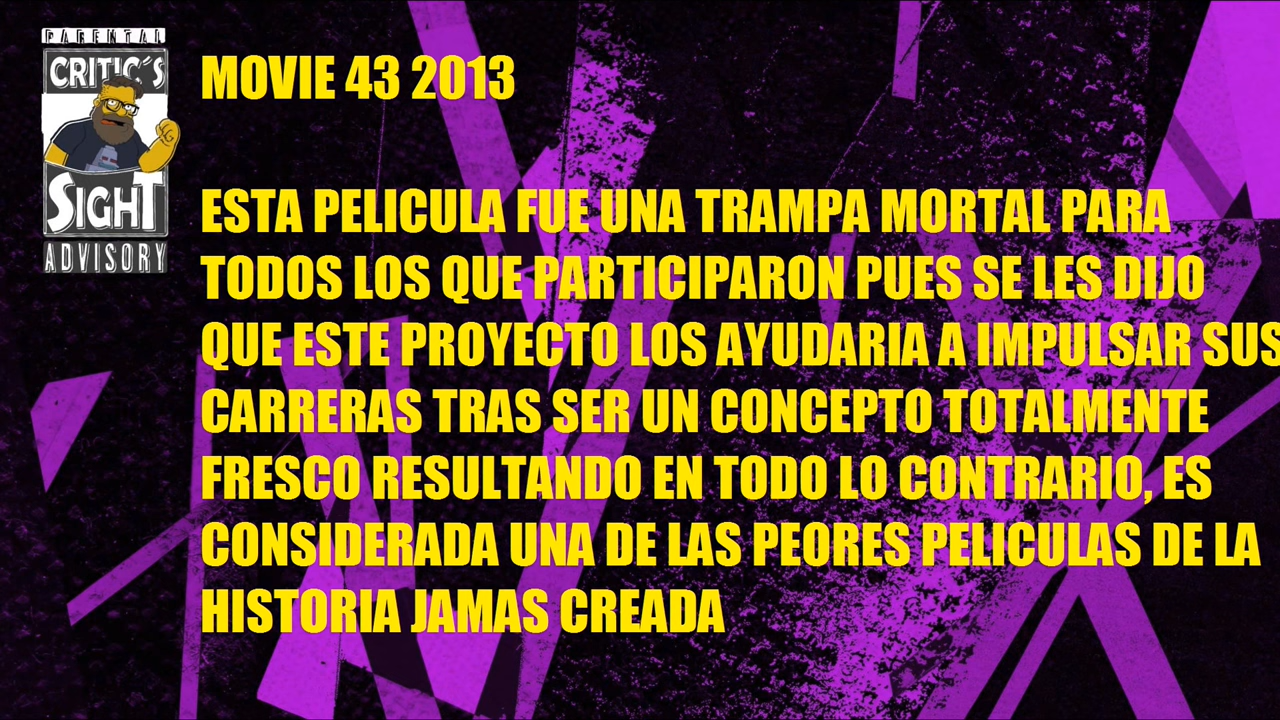 PARENTAL
CRITIC´S
SIGHT
ADVISORY
MOVIE 43 2013
ESTA PELICULA FUE UNA TRAMPA MORTAL PARA
TODOS LOS QUE PARTICIPARON PUES SE LES DIJO
QUE ESTE PROYECTO LOS AYUDARIA A IMPULSAR SUS
CARRERAS TRAS SER UN CONCEPTO TOTALMENTE
FRESCO RESULTANDO EN TODO LO CONTRARIO, ES
CONSIDERADA UNA DE LAS PEORES PELICULAS DE LA
HISTORIA JAMAS CREADA